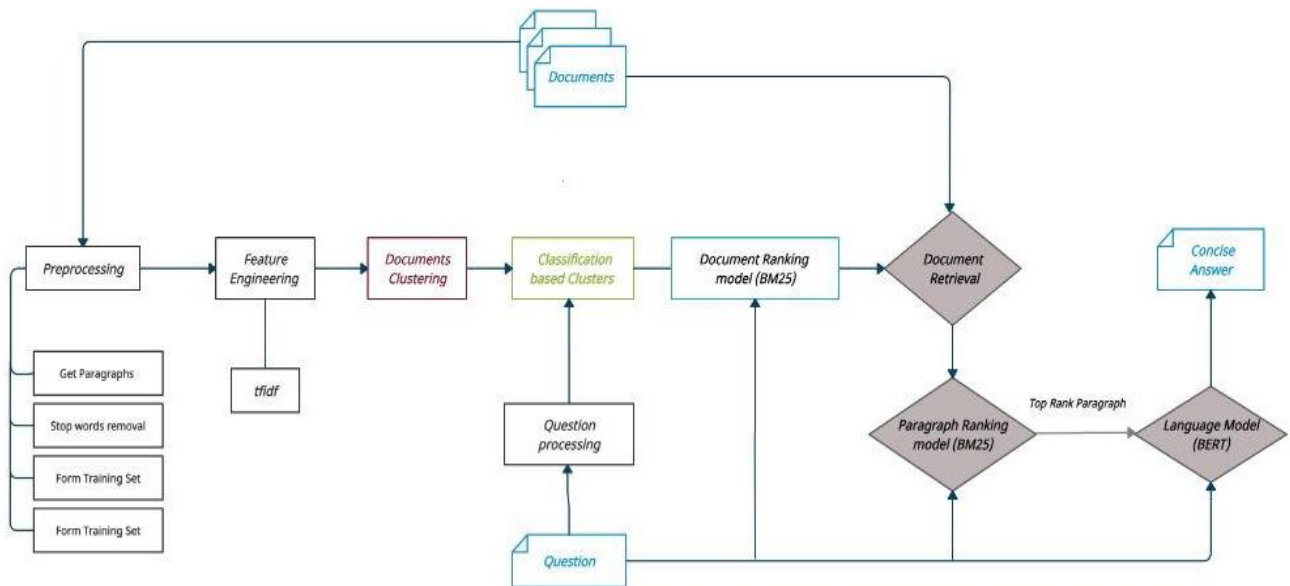 Documents
Preprocessing
Feature
Engineering
Documents
Clustering
Classification
based Clusters
Document Ranking
model (BM25)
Document
Retrieval
Concise
Answer
Get Paragraphs
Stop words removal
Form Training Set
Form Training Set
tfidf
Question
processing
Paragraph Ranking
model (BM25)
Top Rank Paragraph
Language Model
(BERT)
Question